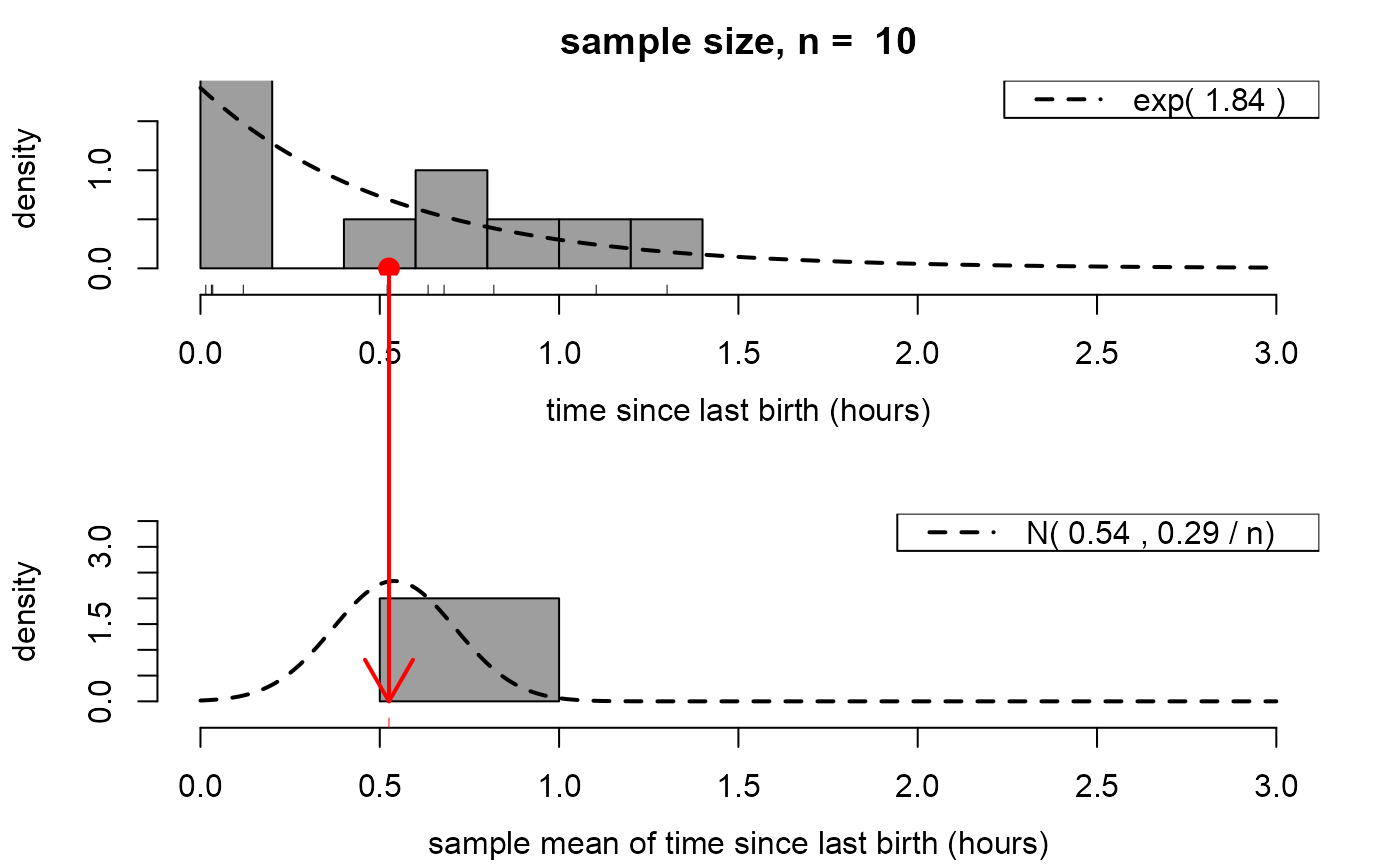 sample size, n = 10
exp( 1.84 )
density
1.0
0.0
0.0 0.5 1.0 1.5 2.0 2.5 3.0
time since last birth (hours)
N( 0.54 , 0.29 / n)
density
3.0
1.5
0.0
0.0 0.5 1.0 1.5 2.0 2.5 3.0
sample mean of time since last birth (hours)